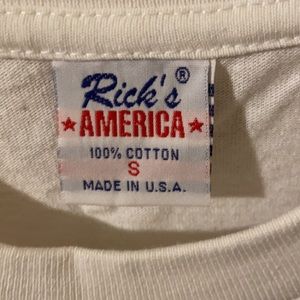 Rick's®
★AMERICA★
100% COTTON
S
MADE IN U.S.A.